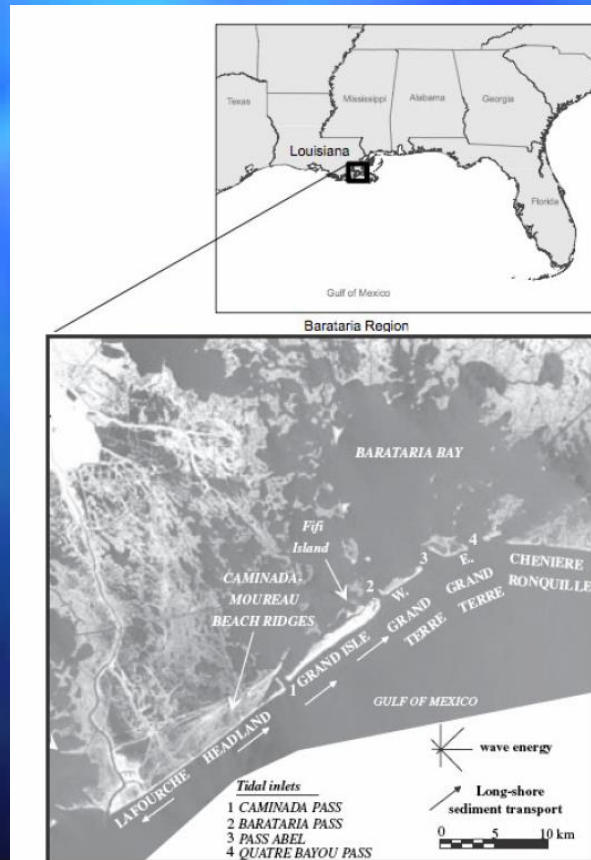 Texas
Mississippi
Alabama
Georgia
Louisiana
Florida
Gulf of Mexico
Barataria Region
BARATARIA BAY
Fifi
Island
CAMINADA-
MOUREAU
BEACH RIDGES
4
3
2
1
E.
GRAND
TERRE
CHENIERE
RONQUILLE
W.
GRAND
TERRE
GRAND ISLE
LAFOURCHE HEADLAND
GULF OF MEXICO
wave energy
Long-shore
sediment transport
0 5 10 km
Tidal inlets
1 CAMINADA PASS
2 BARATARIA PASS
3 PASS ABEL
4 QUATRE BAYOU PASS